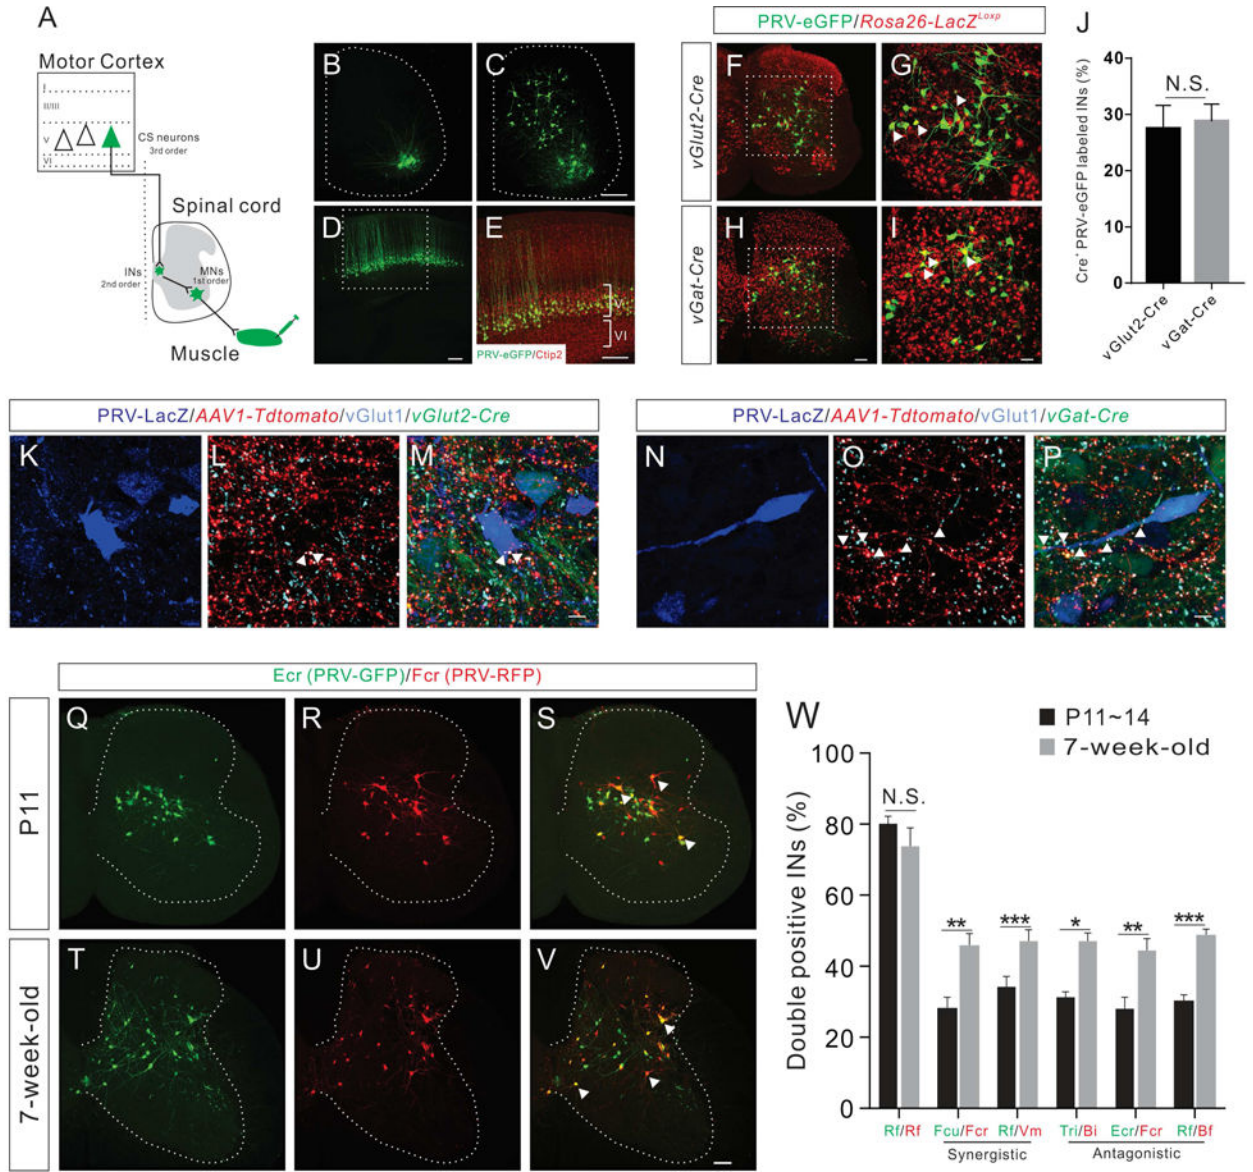 A
Motor Cortex
I
II/III
V
VI
CS neurons
3rd order
Spinal cord
INs
2nd order
MNs
1st order
Muscle
B
C
D
E
V
VI
PRV-eGFP/Ctip2
PRV-eGFP/Rosa26-LacZLoxp
vGlut2-Cre
F
G
vGat-Cre
H
I
J
Cre+ PRV-eGFP labeled INs (%)
40
30
20
10
0
N.S.
vGlut2-Cre
vGat-Cre
PRV-LacZ/AAV1-Tdtomato/vGlut1/vGlut2-Cre
K
L
M
PRV-LacZ/AAV1-Tdtomato/vGlut1/vGat-Cre
N
O
P
Ecr (PRV-GFP)/Fcr (PRV-RFP)
P11
Q
R
S
7-week-old
T
U
V
W
P11~14
7-week-old
Double positive INs (%)
100
80
60
40
20
0
N.S.
** *** * ** ***
Rf/Rf Fcu/Fcr Rf/Vm Tri/Bi Ecr/Fcr Rf/Bf
Synergistic Antagonistic